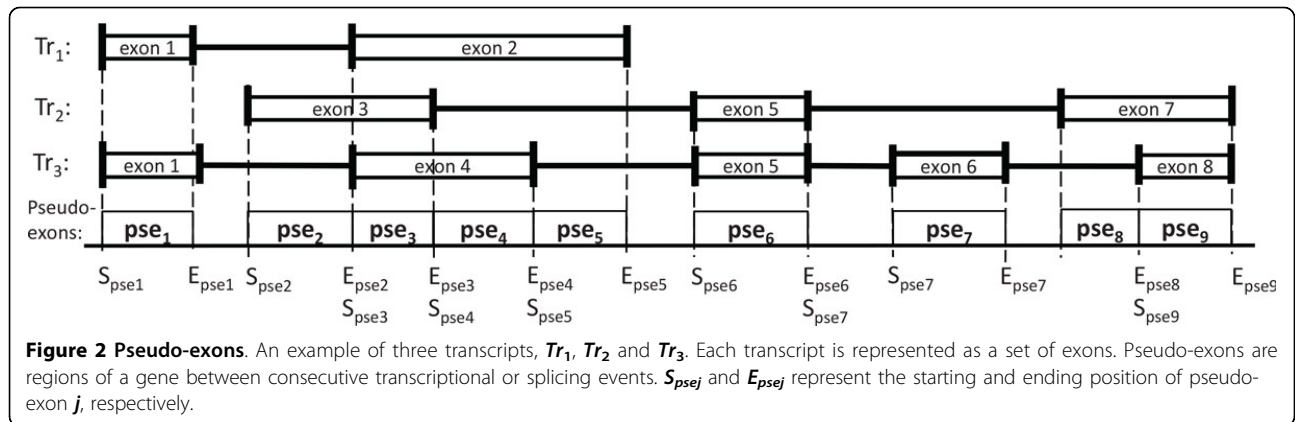 Tr1: exon 1 exon 2
Tr2: exon 3 exon 5 exon 7
Tr3: exon 1 exon 4 exon 5 exon 6 exon 8
Pseudo-
exons: pse1 pse2 pse3 pse4 pse5 pse6 pse7 pse8 pse9
Spse1 Epse1 Spse2 Epse2 Epse3 Epse4 Epse5 Spse6 Epse6 Spse7 Epse7 Epse8 Epse9
Spse3 Spse4 Spse5 Spse7 Spse9
Figure 2 Pseudo-exons. An example of three transcripts, Tr1, Tr2 and Tr3. Each transcript is represented as a set of exons. Pseudo-exons are
regions of a gene between consecutive transcriptional or splicing events. Spsej and Epsej represent the starting and ending position of pseudo-
exon j, respectively.